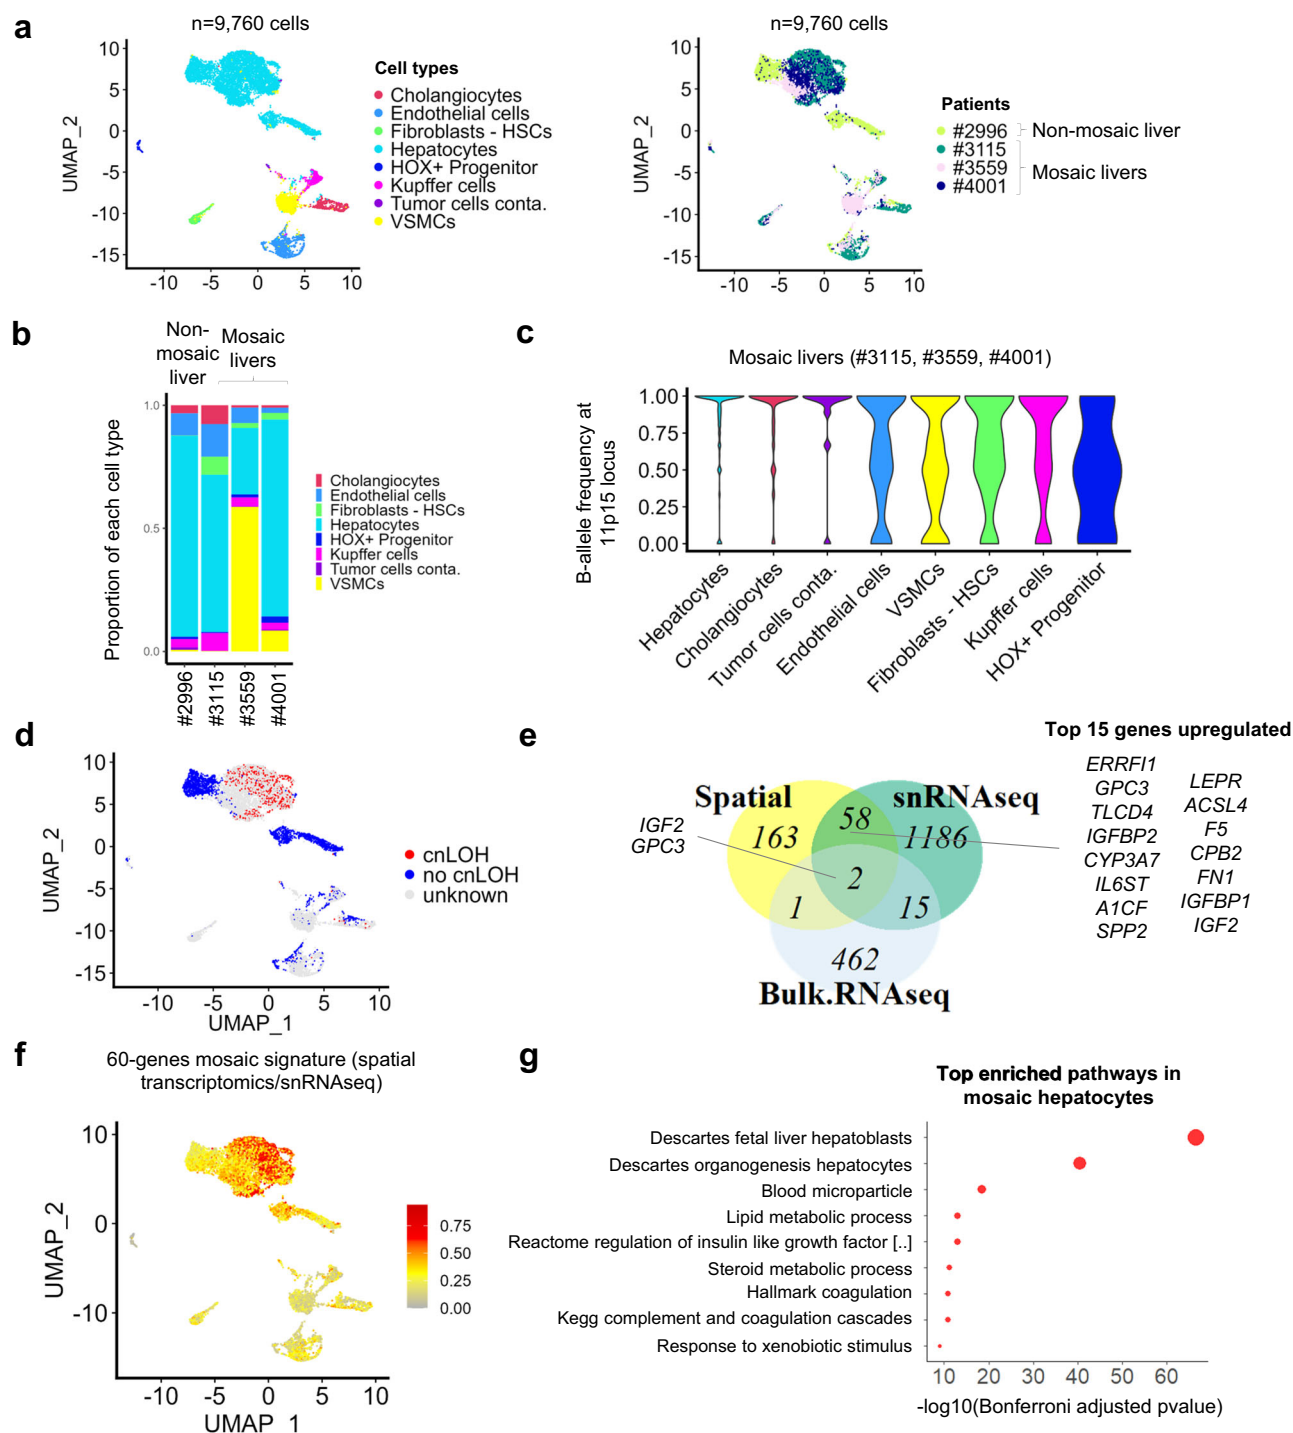 a
n=9,760 cells
UMAP_2
10
5
0
-5
-10
-15
-10
-5
0
5
10
Cell types
Cholangiocytes
Endothelial cells
Fibroblasts - HSCs
Hepatocytes
HOX+ Progenitor
Kupffer cells
Tumor cells conta.
VSMCs
n=9,760 cells
UMAP_2
10
5
0
-5
-10
-15
-10
-5
0
5
10
Patients
#2996
Non-mosaic liver
#3115
#3559
Mosaic livers
#4001
b
Non-
mosaic
liver
Mosaic
livers
Proportion of each cell type
1.0
0.5
0.0
#2996
#3115
#3559
#4001
Cholangiocytes
Endothelial cells
Fibroblasts - HSCs
Hepatocytes
HOX+ Progenitor
Kupffer cells
Tumor cells conta.
VSMCs
c
Mosaic livers (#3115, #3559, #4001)
B-allele frequency at
11p15 locus
1.00
0.75
0.50
0.25
0.00
Hepatocytes
Cholangiocytes
Tumor cells conta.
Endothelial cells
VSMCs
Fibroblasts - HSCs
Kupffer cells
HOX+ Progenitor
d
UMAP_2
10
5
0
-5
-10
-15
-10
-5
0
5
10
UMAP_1
cnLOH
no cnLOH
unknown
e
Spatial
snRNAseq
Bulk.RNAseq
163
58
1186
2
1
15
462
IGF2
GPC3
Top 15 genes upregulated
ERRFI1
GPC3
TLCD4
IGFBP2
CYP3A7
IL6ST
A1CF
SPP2
LEPR
ACSL4
F5
CPB2
FN1
IGFBP1
IGF2
f
60-genes mosaic signature (spatial
transcriptomics/snRNAseq)
UMAP_2
10
0
-10
-10
-5
0
5
10
UMAP_1
0.75
0.50
0.25
0.00
g
Top enriched pathways in
mosaic hepatocytes
Descartes fetal liver hepatoblasts
Descartes organogenesis hepatocytes
Blood microparticle
Lipid metabolic process
Reactome regulation of insulin like growth factor [..]
Steroid metabolic process
Hallmark coagulation
Kegg complement and coagulation cascades
Response to xenobiotic stimulus
10
20
30
40
50
60
-log10(Bonferroni adjusted pvalue)